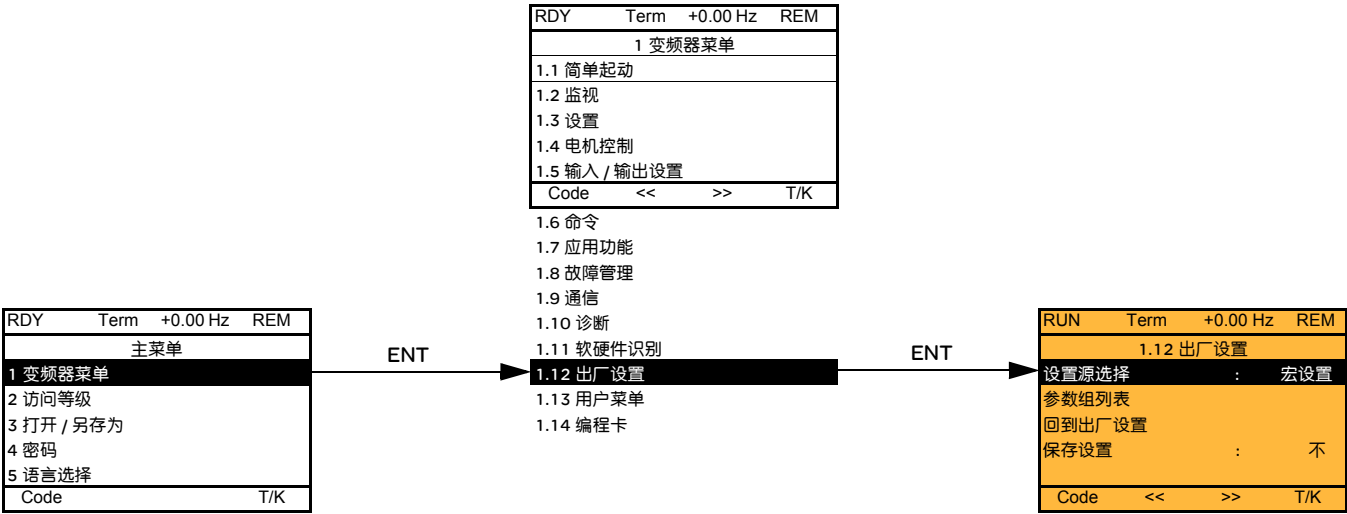 RDY Term +0.00 Hz REM
主菜单
1 变频器菜单
2 访问等级
3 打开 / 另存为
4 密码
5 语言选择
Code T/K
ENT
RDY Term +0.00 Hz REM
1 变频器菜单
1.1 简单起动
1.2 监视
1.3 设置
1.4 电机控制
1.5 输入 / 输出设置
Code << >> T/K
1.6 命令
1.7 应用功能
1.8 故障管理
1.9 通信
1.10 诊断
1.11 软硬件识别
1.12 出厂设置
1.13 用户菜单
1.14 编程卡
ENT
RUN Term +0.00 Hz REM
1.12 出厂设置
设置源选择 : 宏设置
参数组列表
回到出厂设置
保存设置 : 不
Code << >> T/K